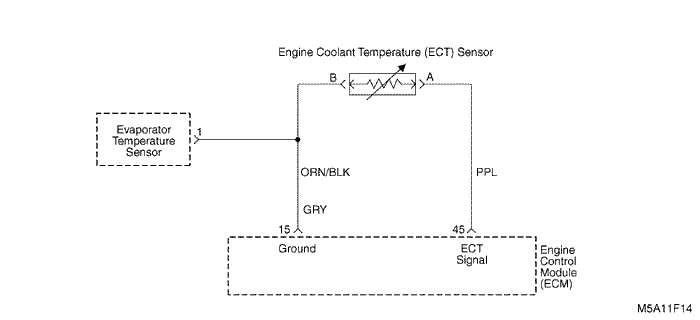 Engine Coolant Temperature (ECT) Sensor
B
A
Evaporator
Temperature
Sensor
1
ORN/BLK
PPL
GRY
15
45
Ground
ECT
Signal
Engine
Control
Module
(ECM)
M5A11F14